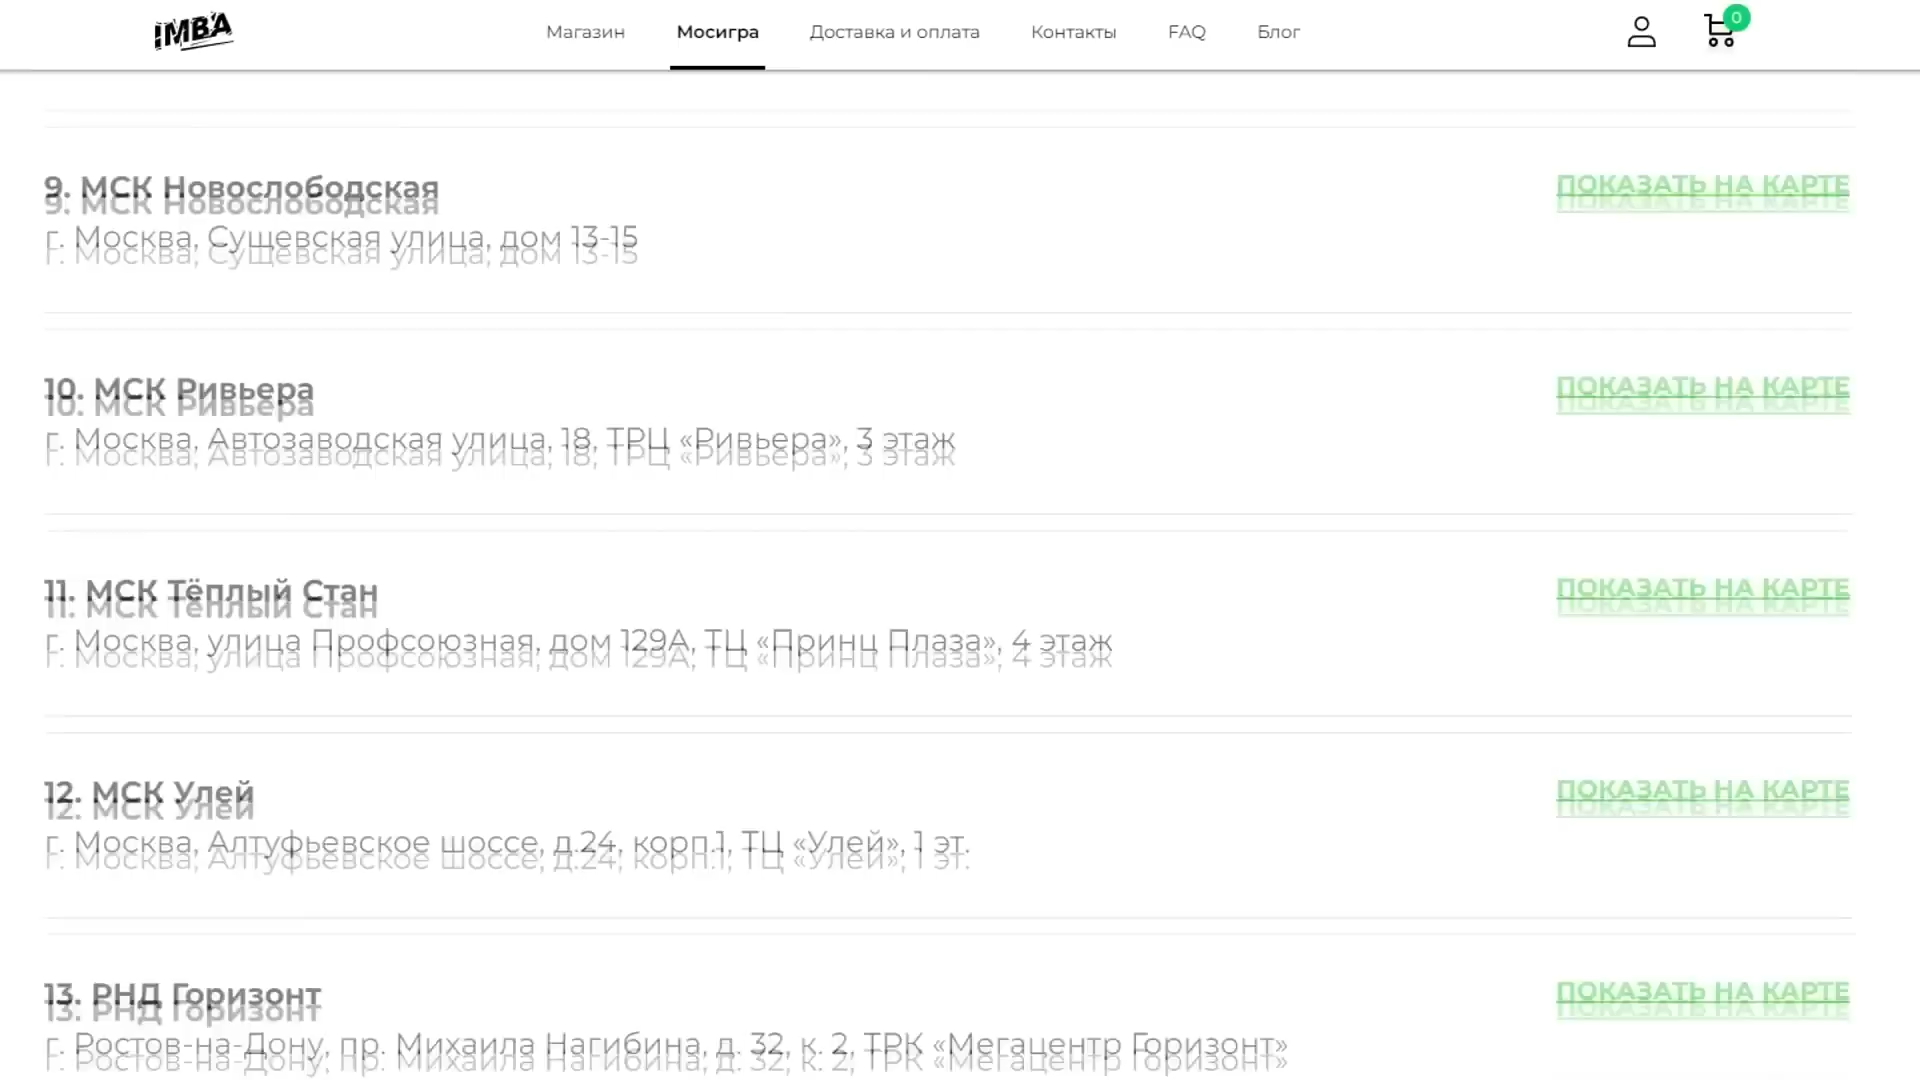 IMBA
Магазин Мосигра Доставка и оплата Контакты FAQ Блог 0
9. МСК Новослободская ПОКАЗАТЬ НА КАРТЕ
г. Москва, Сущевская улица, дом 13-15
10. МСК Ривьера ПОКАЗАТЬ НА КАРТЕ
г. Москва, Автозаводская улица, 18, ТРЦ «Ривьера», 3 этаж
11. МСК Тёплый Стан ПОКАЗАТЬ НА КАРТЕ
г. Москва, улица Профсоюзная, дом 129А, ТЦ «Принц Плаза», 4 этаж
12. МСК Улей ПОКАЗАТЬ НА КАРТЕ
г. Москва, Алтуфьевское шоссе, д.24, корп.1, ТЦ «Улей», 1 эт.
13. РНД Горизонт ПОКАЗАТЬ НА КАРТЕ
г. Ростов-на-Дону, пр. Михаила Нагибина, д. 32, к. 2, ТРК «Мегацентр Горизонт»